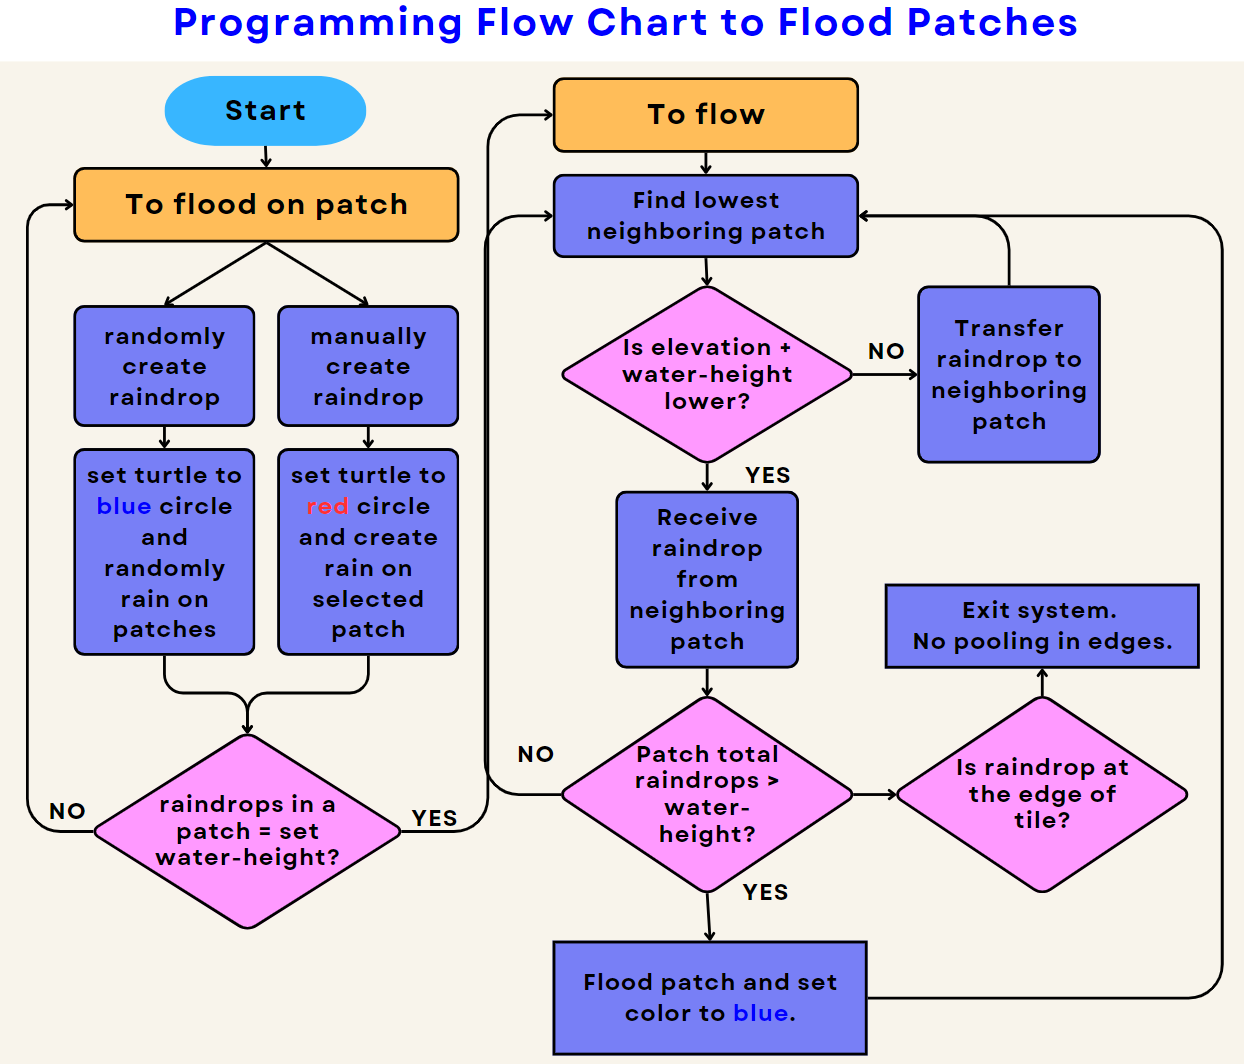 Programming Flow Chart to Flood Patches
Start
To flood on patch
randomly
create
raindrop
manually
create
raindrop
set turtle to
blue circle
and
randomly
rain on
patches
set turtle to
red circle
and create
rain on
selected
patch
raindrops in a
patch = set
water-height?
NO
YES
To flow
Find lowest
neighboring patch
Is elevation +
water-height
lower?
NO
Transfer
raindrop to
neighboring
patch
YES
Receive
raindrop
from
neighboring
patch
Patch total
raindrops >
water-
height?
NO
Is raindrop at
the edge of
tile?
Exit system.
No pooling in edges.
YES
Flood patch and set
color to blue.